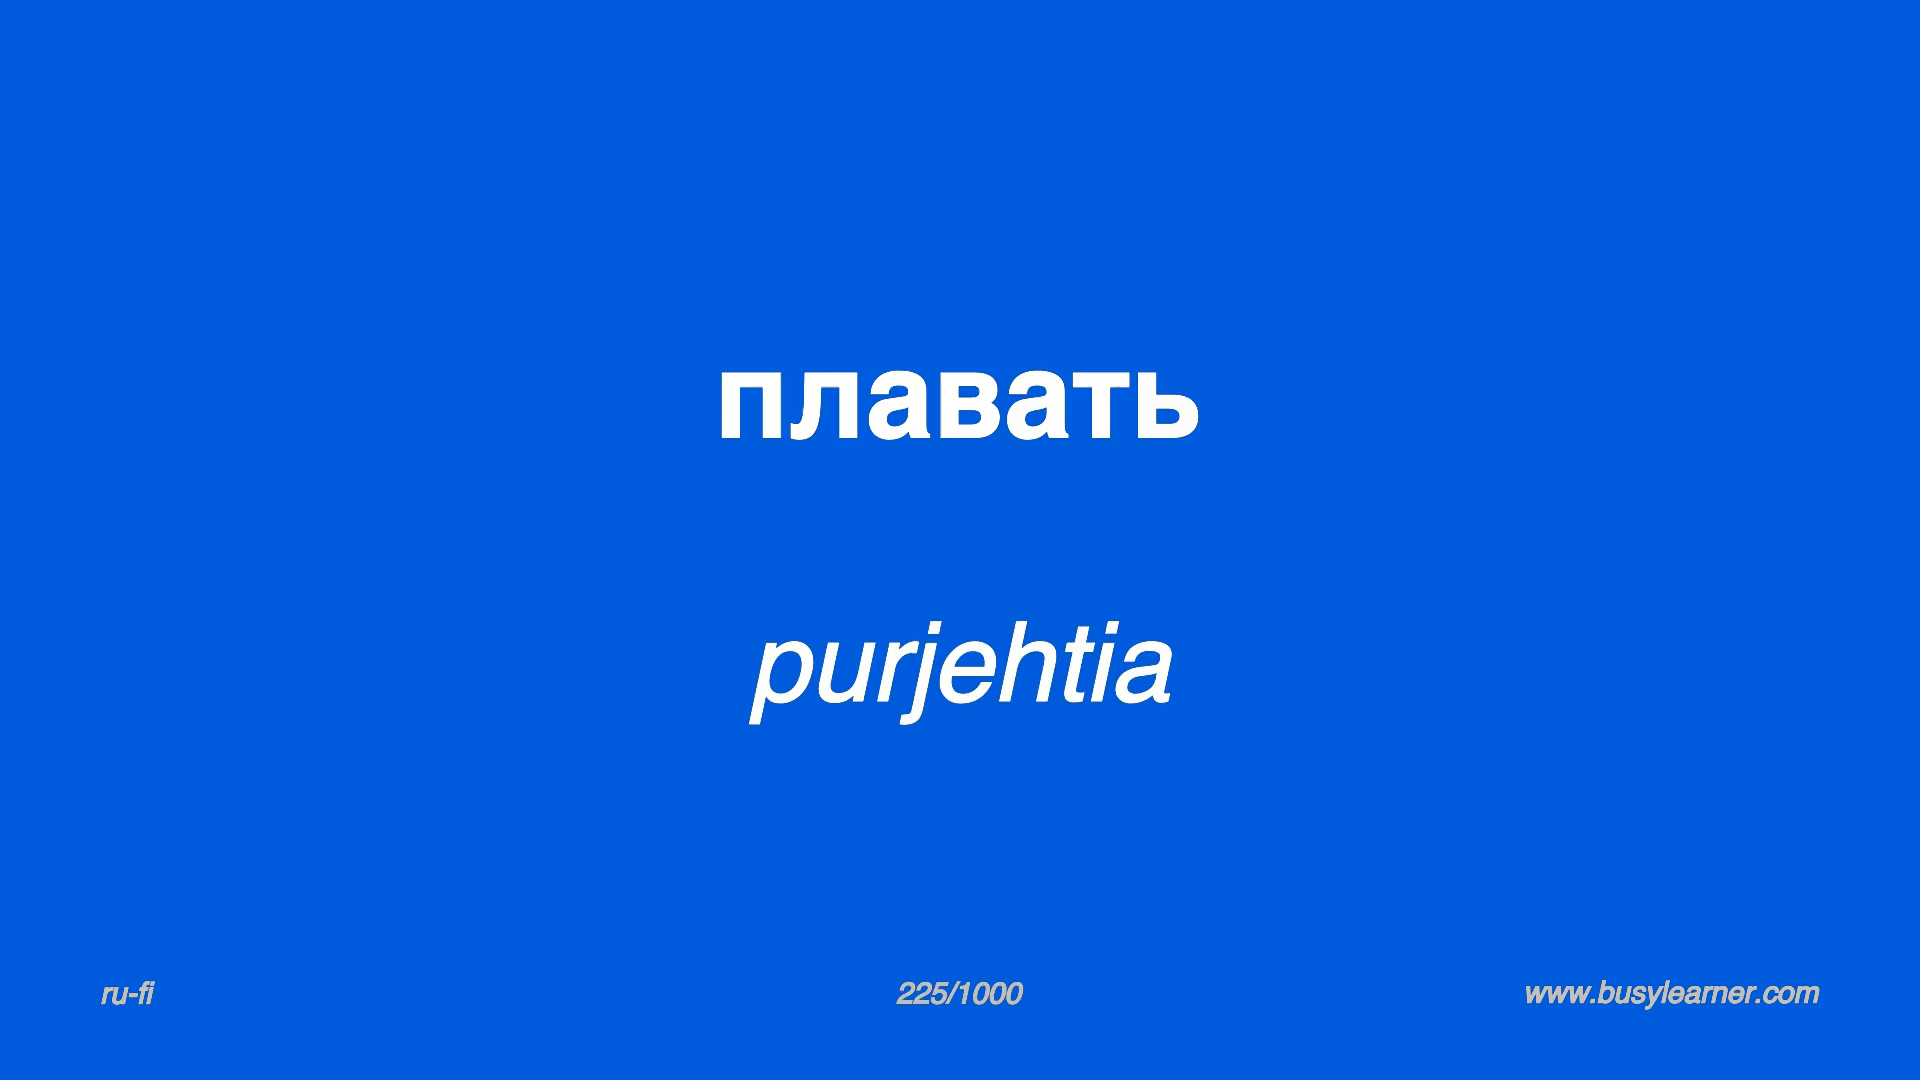 плавать
purjehtia
ru-fi
225/1000
www.busylearner.com